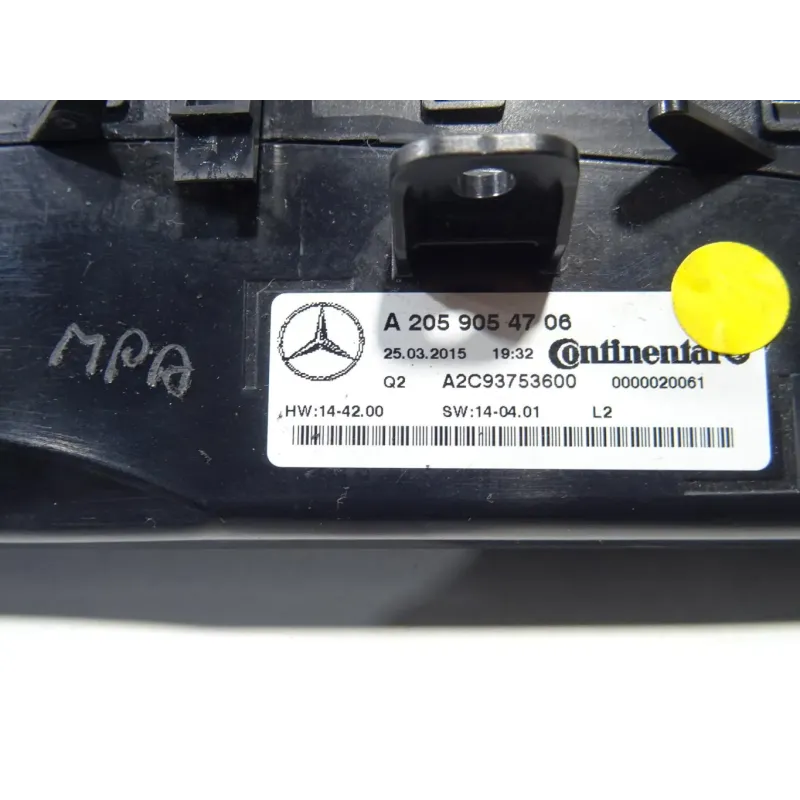 MPA
A 205 905 47 06
25.03.2015 19:32 Continental
Q2 A2C93753600 0000020061
HW:14-42.00 SW:14-04.01 L2